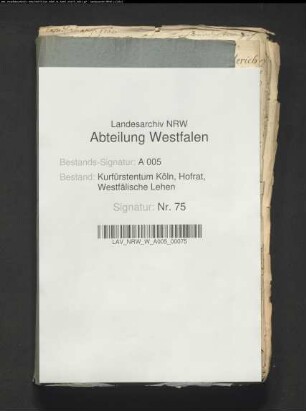 Landesarchiv NRW
Abteilung Westfalen
Bestands-Signatur: A 005
Bestand: Kurfürstentum Köln, Hofrat,
Westfälische Lehen
Signatur: Nr. 75
LAV_NRW_W_A005_00075